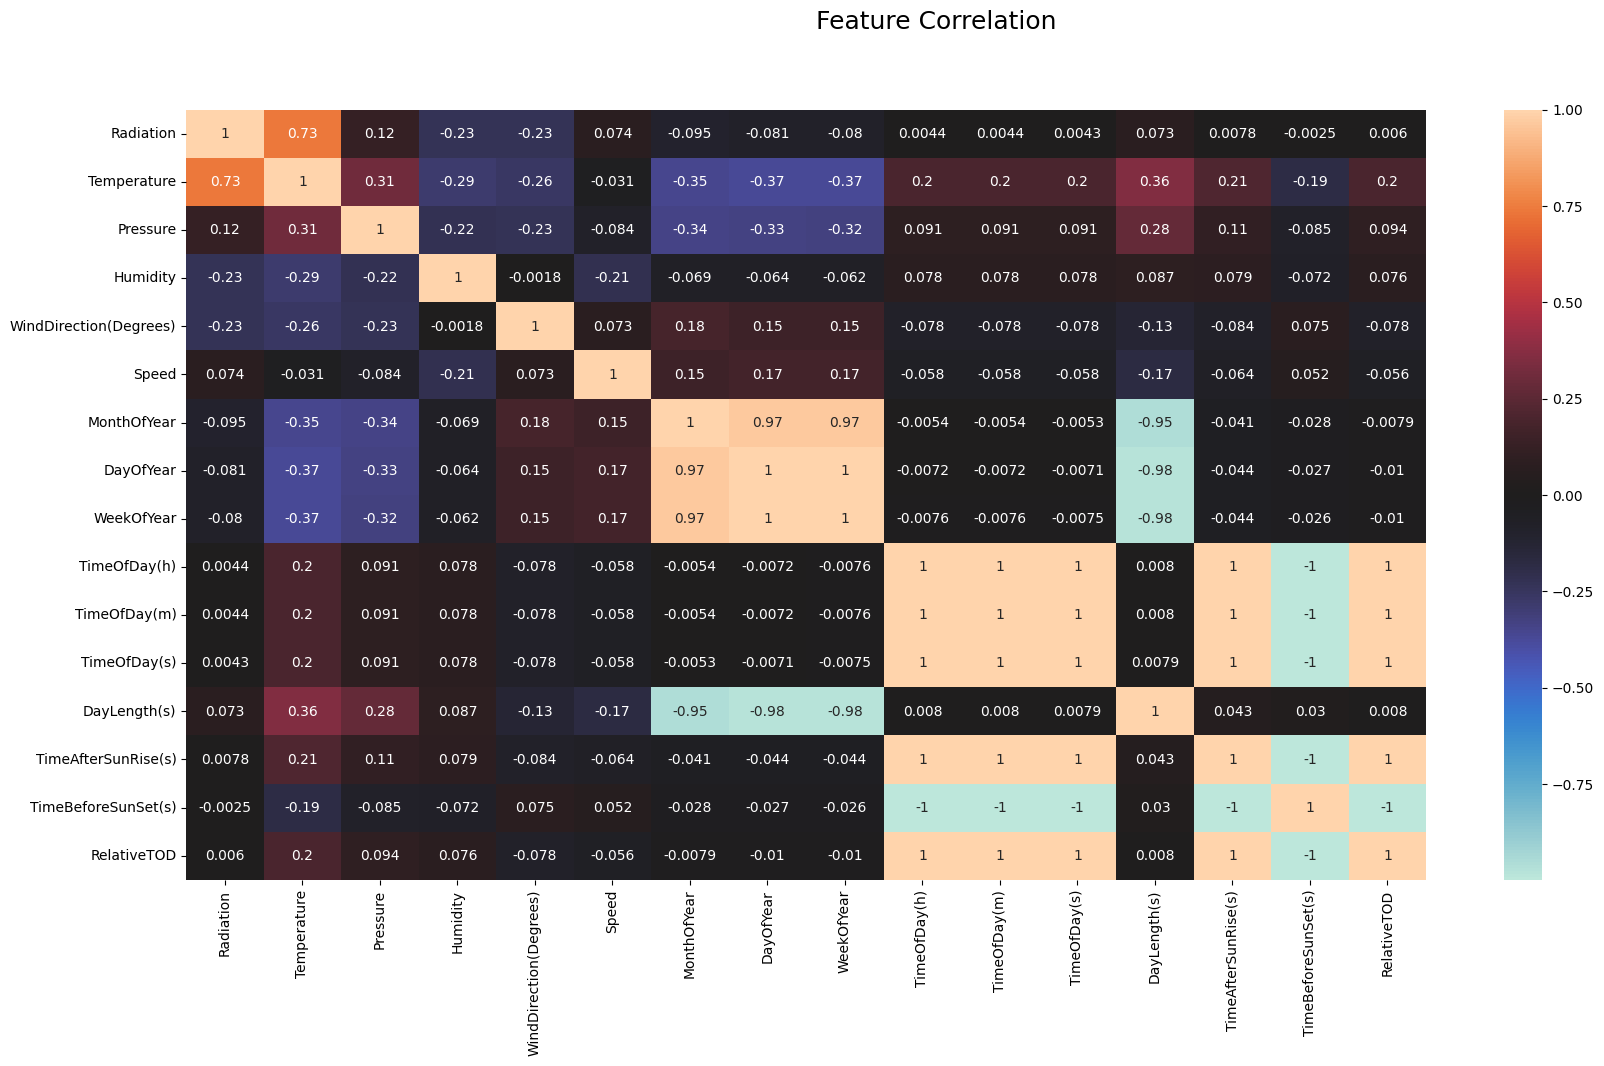 Feature Correlation
Radiation 1 0.73 0.12 -0.23 -0.23 0.074 -0.095 -0.081 -0.08 0.0044 0.0044 0.0043 0.073 0.0078 -0.0025 0.006
Temperature 0.73 1 0.31 -0.29 -0.26 -0.031 -0.35 -0.37 -0.37 0.2 0.2 0.2 0.36 0.21 -0.19 0.2
Pressure 0.12 0.31 1 -0.22 -0.23 -0.084 -0.34 -0.33 -0.32 0.091 0.091 0.091 0.28 0.11 -0.085 0.094
Humidity -0.23 -0.29 -0.22 1 -0.0018 -0.21 -0.069 -0.064 -0.062 0.078 0.078 0.078 0.087 0.079 -0.072 0.076
WindDirection(Degrees) -0.23 -0.26 -0.23 -0.0018 1 0.073 0.18 0.15 0.15 -0.078 -0.078 -0.078 -0.13 -0.084 0.075 -0.078
Speed 0.074 -0.031 -0.084 -0.21 0.073 1 0.15 0.17 0.17 -0.058 -0.058 -0.058 -0.17 -0.064 0.052 -0.056
MonthOfYear -0.095 -0.35 -0.34 -0.069 0.18 0.15 1 0.97 0.97 -0.0054 -0.0054 -0.0053 -0.95 -0.041 -0.028 -0.0079
DayOfYear -0.081 -0.37 -0.33 -0.064 0.15 0.17 0.97 1 1 -0.0072 -0.0072 -0.0071 -0.98 -0.044 -0.027 -0.01
WeekOfYear -0.08 -0.37 -0.32 -0.062 0.15 0.17 0.97 1 1 -0.0076 -0.0076 -0.0075 -0.98 -0.044 -0.026 -0.01
TimeOfDay(h) 0.0044 0.2 0.091 0.078 -0.078 -0.058 -0.0054 -0.0072 -0.0076 1 1 1 0.008 1 -1 1
TimeOfDay(m) 0.0044 0.2 0.091 0.078 -0.078 -0.058 -0.0054 -0.0072 -0.0076 1 1 1 0.008 1 -1 1
TimeOfDay(s) 0.0043 0.2 0.091 0.078 -0.078 -0.058 -0.0053 -0.0071 -0.0075 1 1 1 0.0079 1 -1 1
DayLength(s) 0.073 0.36 0.28 0.087 -0.13 -0.17 -0.95 -0.98 -0.98 0.008 0.008 0.0079 1 0.043 0.03 0.008
TimeAfterSunRise(s) 0.0078 0.21 0.11 0.079 -0.084 -0.064 -0.041 -0.044 -0.044 1 1 1 0.043 1 -1 1
TimeBeforeSunSet(s) -0.0025 -0.19 -0.085 -0.072 0.075 0.052 -0.028 -0.027 -0.026 -1 -1 -1 0.03 -1 1 -1
RelativeTOD 0.006 0.2 0.094 0.076 -0.078 -0.056 -0.0079 -0.01 -0.01 1 1 1 0.008 1 -1 1
Radiation
Temperature
Pressure
Humidity
WindDirection(Degrees)
Speed
MonthOfYear
DayOfYear
WeekOfYear
TimeOfDay(h)
TimeOfDay(m)
TimeOfDay(s)
DayLength(s)
TimeAfterSunRise(s)
TimeBeforeSunSet(s)
RelativeTOD
1.00
0.75
0.50
0.25
0.00
−0.25
−0.50
−0.75